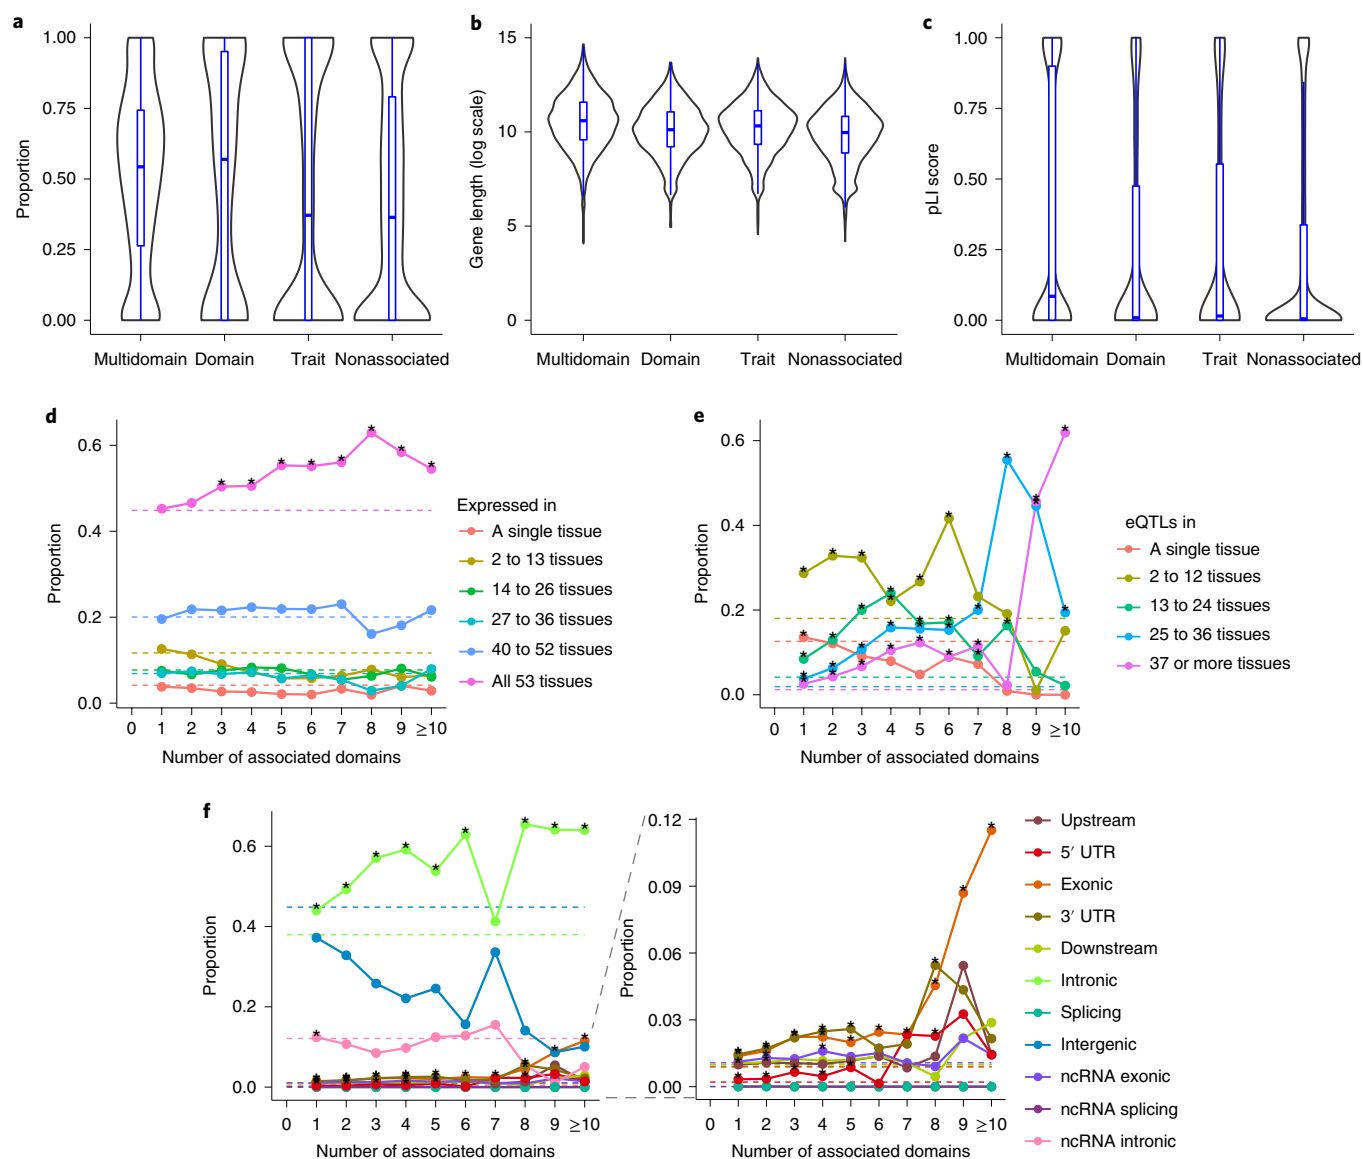 a
1.00
0.75
0.50
0.25
0.00
Proportion
Multidomain Domain Trait Nonassociated
b
15
10
5
0
Gene length (log scale)
Multidomain Domain Trait Nonassociated
c
1.00
0.75
0.50
0.25
0.00
pLI score
Multidomain Domain Trait Nonassociated
d
0.6
0.4
0.2
0.0
Proportion
0 1 2 3 4 5 6 7 8 9 ≥10
Number of associated domains
Expressed in
A single tissue
2 to 13 tissues
14 to 26 tissues
27 to 36 tissues
40 to 52 tissues
All 53 tissues
e
0.6
0.4
0.2
0.0
Proportion
0 1 2 3 4 5 6 7 8 9 ≥10
Number of associated domains
eQTLs in
A single tissue
2 to 12 tissues
13 to 24 tissues
25 to 36 tissues
37 or more tissues
f
0.6
0.4
0.2
0.0
Proportion
0 1 2 3 4 5 6 7 8 9 ≥10
Number of associated domains
0.12
0.09
0.06
0.03
0.00
Proportion
0 1 2 3 4 5 6 7 8 9 ≥10
Number of associated domains
Upstream
5′ UTR
Exonic
3′ UTR
Downstream
Intronic
Splicing
Intergenic
ncRNA exonic
ncRNA splicing
ncRNA intronic